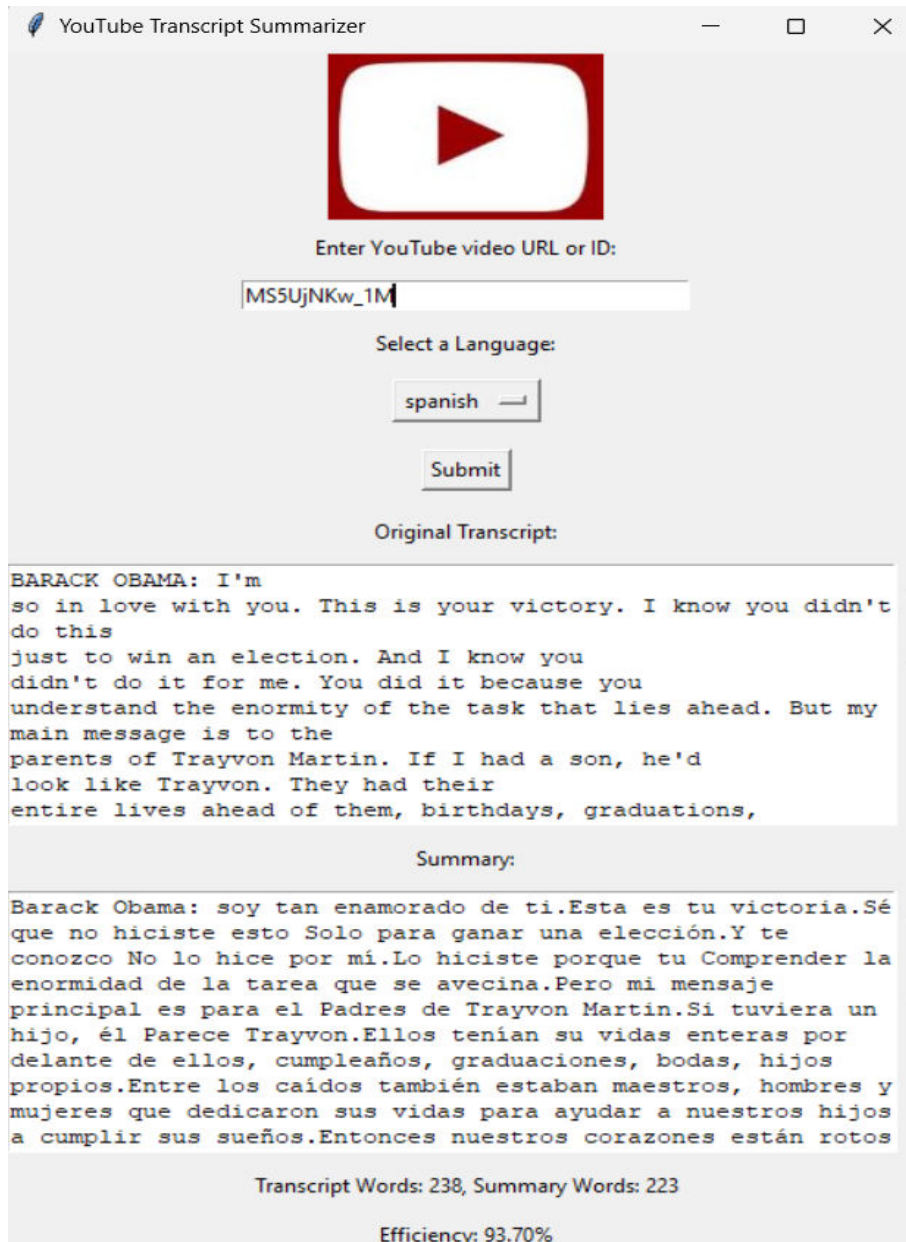 YouTube Transcript Summarizer
Enter YouTube video URL or ID:
MS5UjNKw_1M
Select a Language:
spanish
Submit
Original Transcript:
BARACK OBAMA: I'm
so in love with you. This is your victory. I know you didn't
do this
just to win an election. And I know you
didn't do it for me. You did it because you
understand the enormity of the task that lies ahead. But my
main message is to the
parents of Trayvon Martin. If I had a son, he'd
look like Trayvon. They had their
entire lives ahead of them, birthdays, graduations,
Summary:
Barack Obama: soy tan enamorado de ti.Esta es tu victoria.Sé
que no hiciste esto Solo para ganar una elección.Y te
conozco No lo hice por mí.Lo hiciste porque tu Comprender la
enormidad de la tarea que se avecina.Pero mi mensaje
principal es para el Padres de Trayvon Martin.Si tuviera un
hijo, él Parece Trayvon.Ellos tenían su vidas enteras por
delante de ellos, cumpleaños, graduaciones, bodas, hijos
propios.Entre los caídos también estaban maestros, hombres y
mujeres que dedicaron sus vidas para ayudar a nuestros hijos
a cumplir sus sueños.Entonces nuestros corazones están rotos
Transcript Words: 238, Summary Words: 223
Efficiency: 93.70%